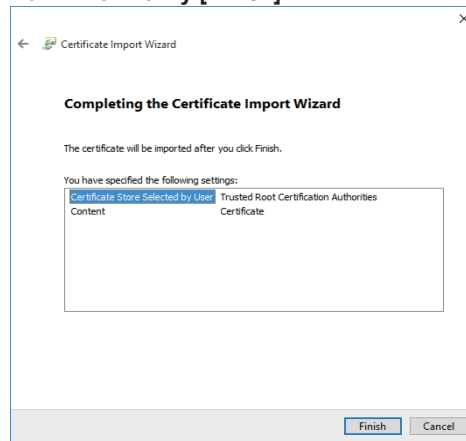 Certificate Import Wizard
Completing the Certificate Import Wizard
The certificate will be imported after you click Finish.
You have specified the following settings:
Certificate Store Selected by User Trusted Root Certification Authorities
Content Certificate
Finish Cancel